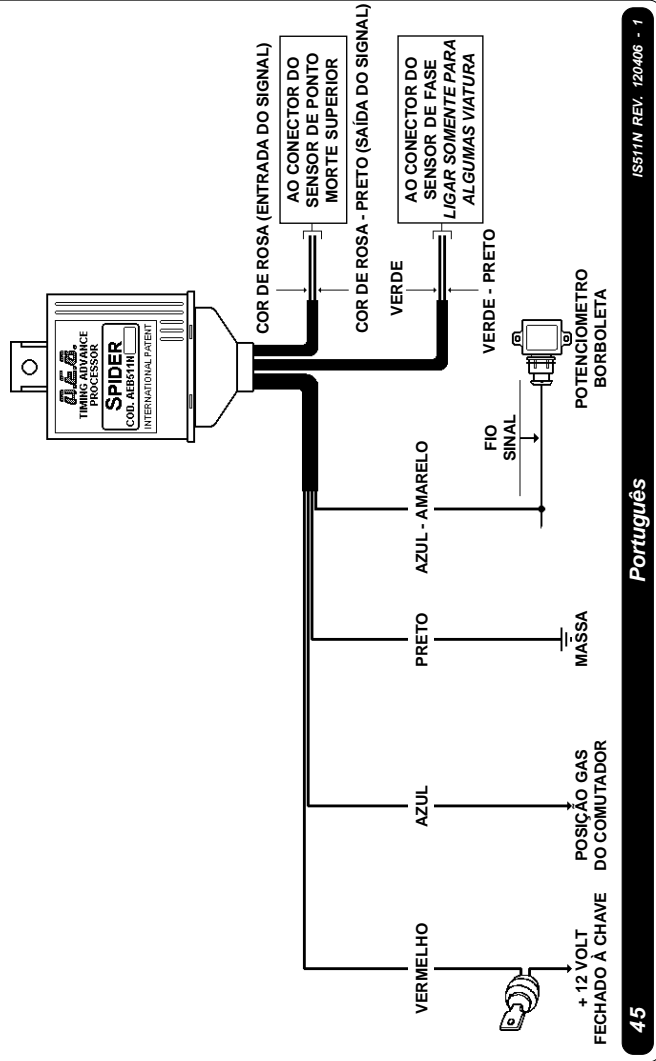 A.E.B.
TIMING ADVANCE
PROCESSOR
SPIDER
COD. AEB511N
INTERNATIONAL PATENT
COR DE ROSA (ENTRADA DO SIGNAL)
AO CONECTOR DO
SENSOR DE PONTO
MORTE SUPERIOR
COR DE ROSA - PRETO (SAÍDA DO SIGNAL)
VERDE
AO CONECTOR DO
SENSOR DE FASE
LIGAR SOMENTE PARA
ALGUMAS VIATURA
VERDE - PRETO
VERMELHO
AZUL
PRETO
AZUL - AMARELO
FIO
SINAL
+ 12 VOLT
FECHADO À CHAVE
POSIÇÃO GAS
DO COMUTADOR
MASSA
POTENCIOMETRO
BORBOLETA
45
Português
IS511N REV. 120406 - 1